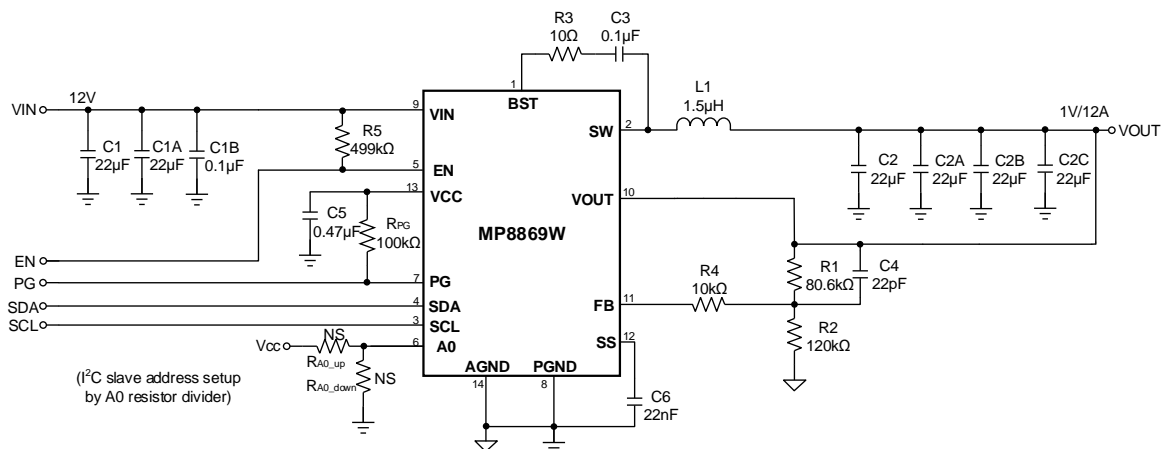 R3
10Ω
C3
0.1µF
1
BST
VIN
12V
9
VIN
C1
22µF
C1A
22µF
C1B
0.1µF
R5
499kΩ
5
EN
13
VCC
C5
0.47µF
RPG
100kΩ
EN
PG
7
PG
SDA
4
SDA
SCL
3
SCL
Vcc
NS
6
A0
RA0_up
RA0_down
NS
(I²C slave address setup
by A0 resistor divider)
MP8869W
SW
2
L1
1.5µH
1V/12A
VOUT
C2
22µF
C2A
22µF
C2B
22µF
C2C
22µF
VOUT
10
R1
80.6kΩ
C4
22pF
R4
10kΩ
FB
11
R2
120kΩ
SS
12
AGND
14
PGND
8
C6
22nF